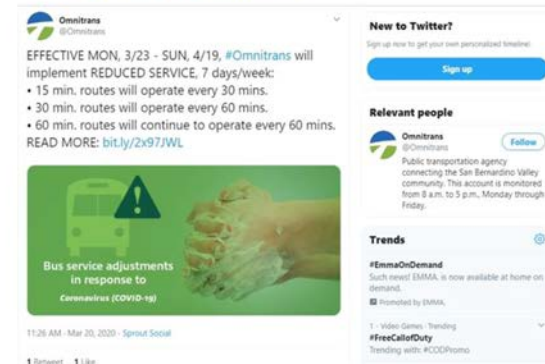 Omnitrans
@Omnitrans
EFFECTIVE MON, 3/23 - SUN, 4/19, #Omnitrans will
implement REDUCED SERVICE, 7 days/week:
• 15 min. routes will operate every 30 mins.
• 30 min. routes will operate every 60 mins.
• 60 min. routes will continue to operate every 60 mins.
READ MORE: bit.ly/2x97JWL
Bus service adjustments
in response to
Coronavirus (COVID-19)
11:26 AM - Mar 20, 2020 - Sprout Social
1 Retweet 1 Like
New to Twitter?
Sign up now to get your own personalized timeline!
Sign up
Relevant people
Omnitrans
@Omnitrans
Follow
Public transportation agency
connecting the San Bernardino Valley
community. This account is monitored
from 8 a.m. to 5 p.m., Monday through
Friday.
Trends
#EmmaOnDemand
Such news! EMMA. is now available at home on
demand.
Promoted by EMMA.
1 - Video Games - Trending
#FreeCallofDuty
Trending with: #CODPromo